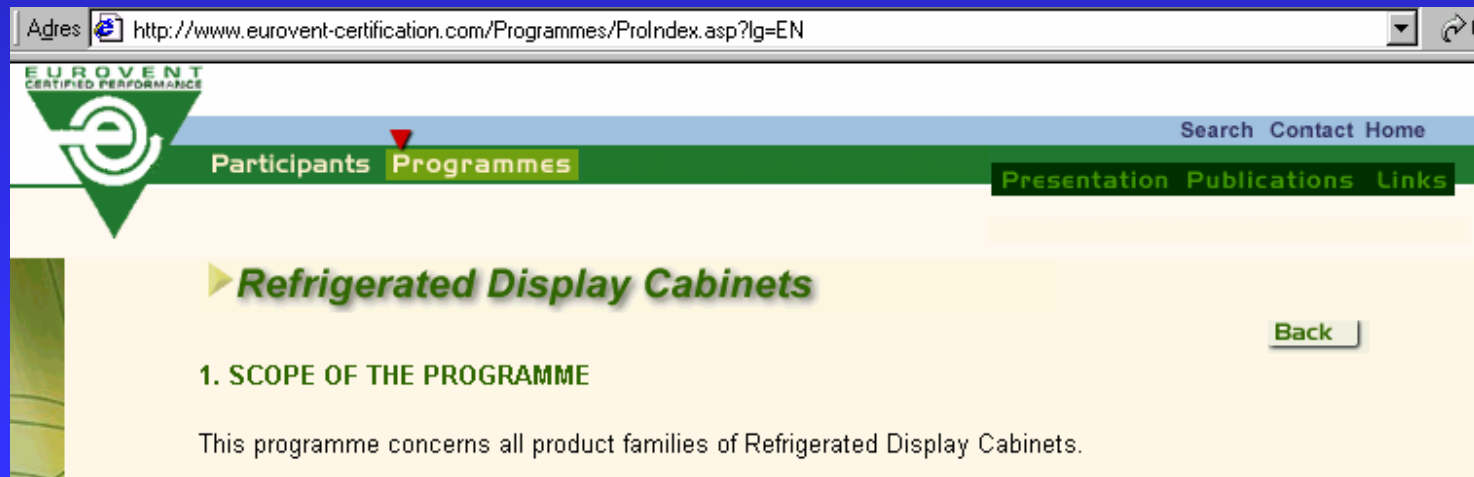 Adres http://www.eurovent-certification.com/Programmes/ProIndex.asp?lg=EN
EUROVENT
CERTIFIED PERFORMANCE
Search Contact Home
Participants Programmes
Presentation Publications Links
Refrigerated Display Cabinets
Back
1. SCOPE OF THE PROGRAMME
This programme concerns all product families of Refrigerated Display Cabinets.